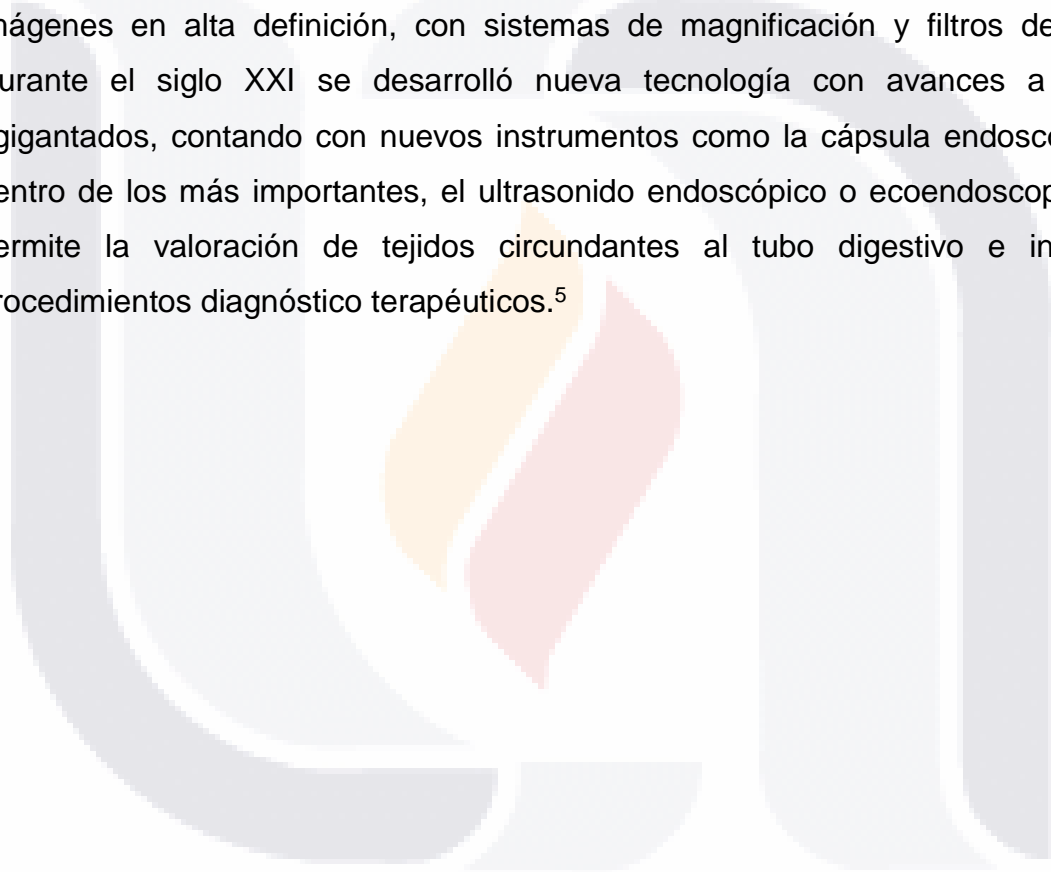 mágenes en alta definición, con sistemas de magnificación y filtros de
urante el siglo XXI se desarrolló nueva tecnología con avances a
gigantados, contando con nuevos instrumentos como la cápsula endosc
entro de los más importantes, el ultrasonido endoscópico o ecoendoscop
ermite la valoración de tejidos circundantes al tubo digestivo e in
rocedimientos diagnóstico terapéuticos.5